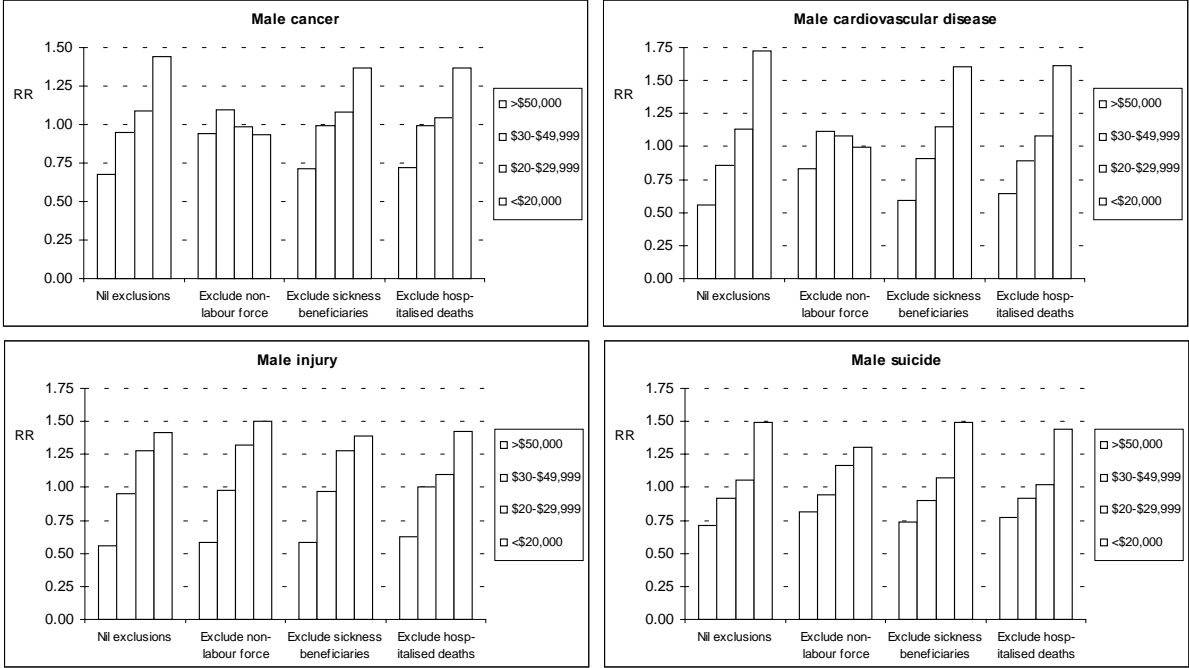 Male cancer
1.50
1.25
1.00
0.75
0.50
0.25
0.00
RR
Nil exclusions
Exclude non-
labour force
Exclude sickness
beneficiaries
Exclude hosp-
italised deaths
>$50,000
$30-$49,999
$20-$29,999
<$20,000
Male cardiovascular disease
1.75
1.50
1.25
1.00
0.75
0.50
0.25
0.00
RR
Nil exclusions
Exclude non-
labour force
Exclude sickness
beneficiaries
Exclude hosp-
italised deaths
>$50,000
$30-$49,999
$20-$29,999
<$20,000
Male injury
1.75
1.50
1.25
1.00
0.75
0.50
0.25
0.00
RR
Nil exclusions
Exclude non-
labour force
Exclude sickness
beneficiaries
Exclude hosp-
italised deaths
>$50,000
$30-$49,999
$20-$29,999
<$20,000
Male suicide
1.75
1.50
1.25
1.00
0.75
0.50
0.25
0.00
RR
Nil exclusions
Exclude non-
labour force
Exclude sickness
beneficiaries
Exclude hosp-
italised deaths
>$50,000
$30-$49,999
$20-$29,999
<$20,000